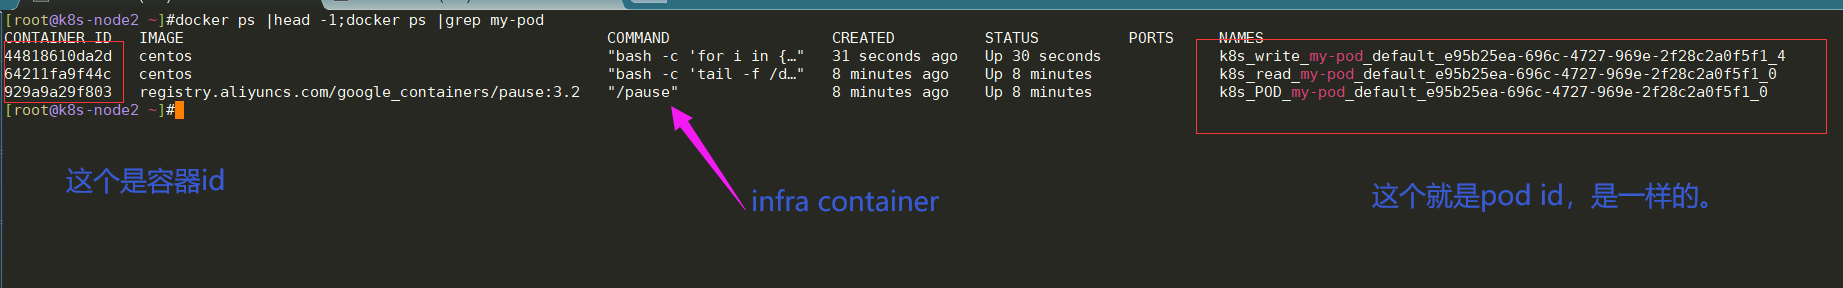 [root@k8s-node2 ~]#docker ps |head -1;docker ps |grep my-pod
CONTAINER ID IMAGE COMMAND CREATED STATUS PORTS NAMES
44818610da2d centos "bash -c 'for i in {…" 31 seconds ago Up 30 seconds k8s_write_my-pod_default_e95b25ea-696c-4727-969e-2f28c2a0f5f1_4
64211fa9f44c centos "bash -c 'tail -f /d…" 8 minutes ago Up 8 minutes k8s_read_my-pod_default_e95b25ea-696c-4727-969e-2f28c2a0f5f1_0
929a9a29f803 registry.aliyuncs.com/google_containers/pause:3.2 "/pause" 8 minutes ago Up 8 minutes k8s_POD_my-pod_default_e95b25ea-696c-4727-969e-2f28c2a0f5f1_0
[root@k8s-node2 ~]#
这个是容器id
infra container
这个就是pod id，是一样的。